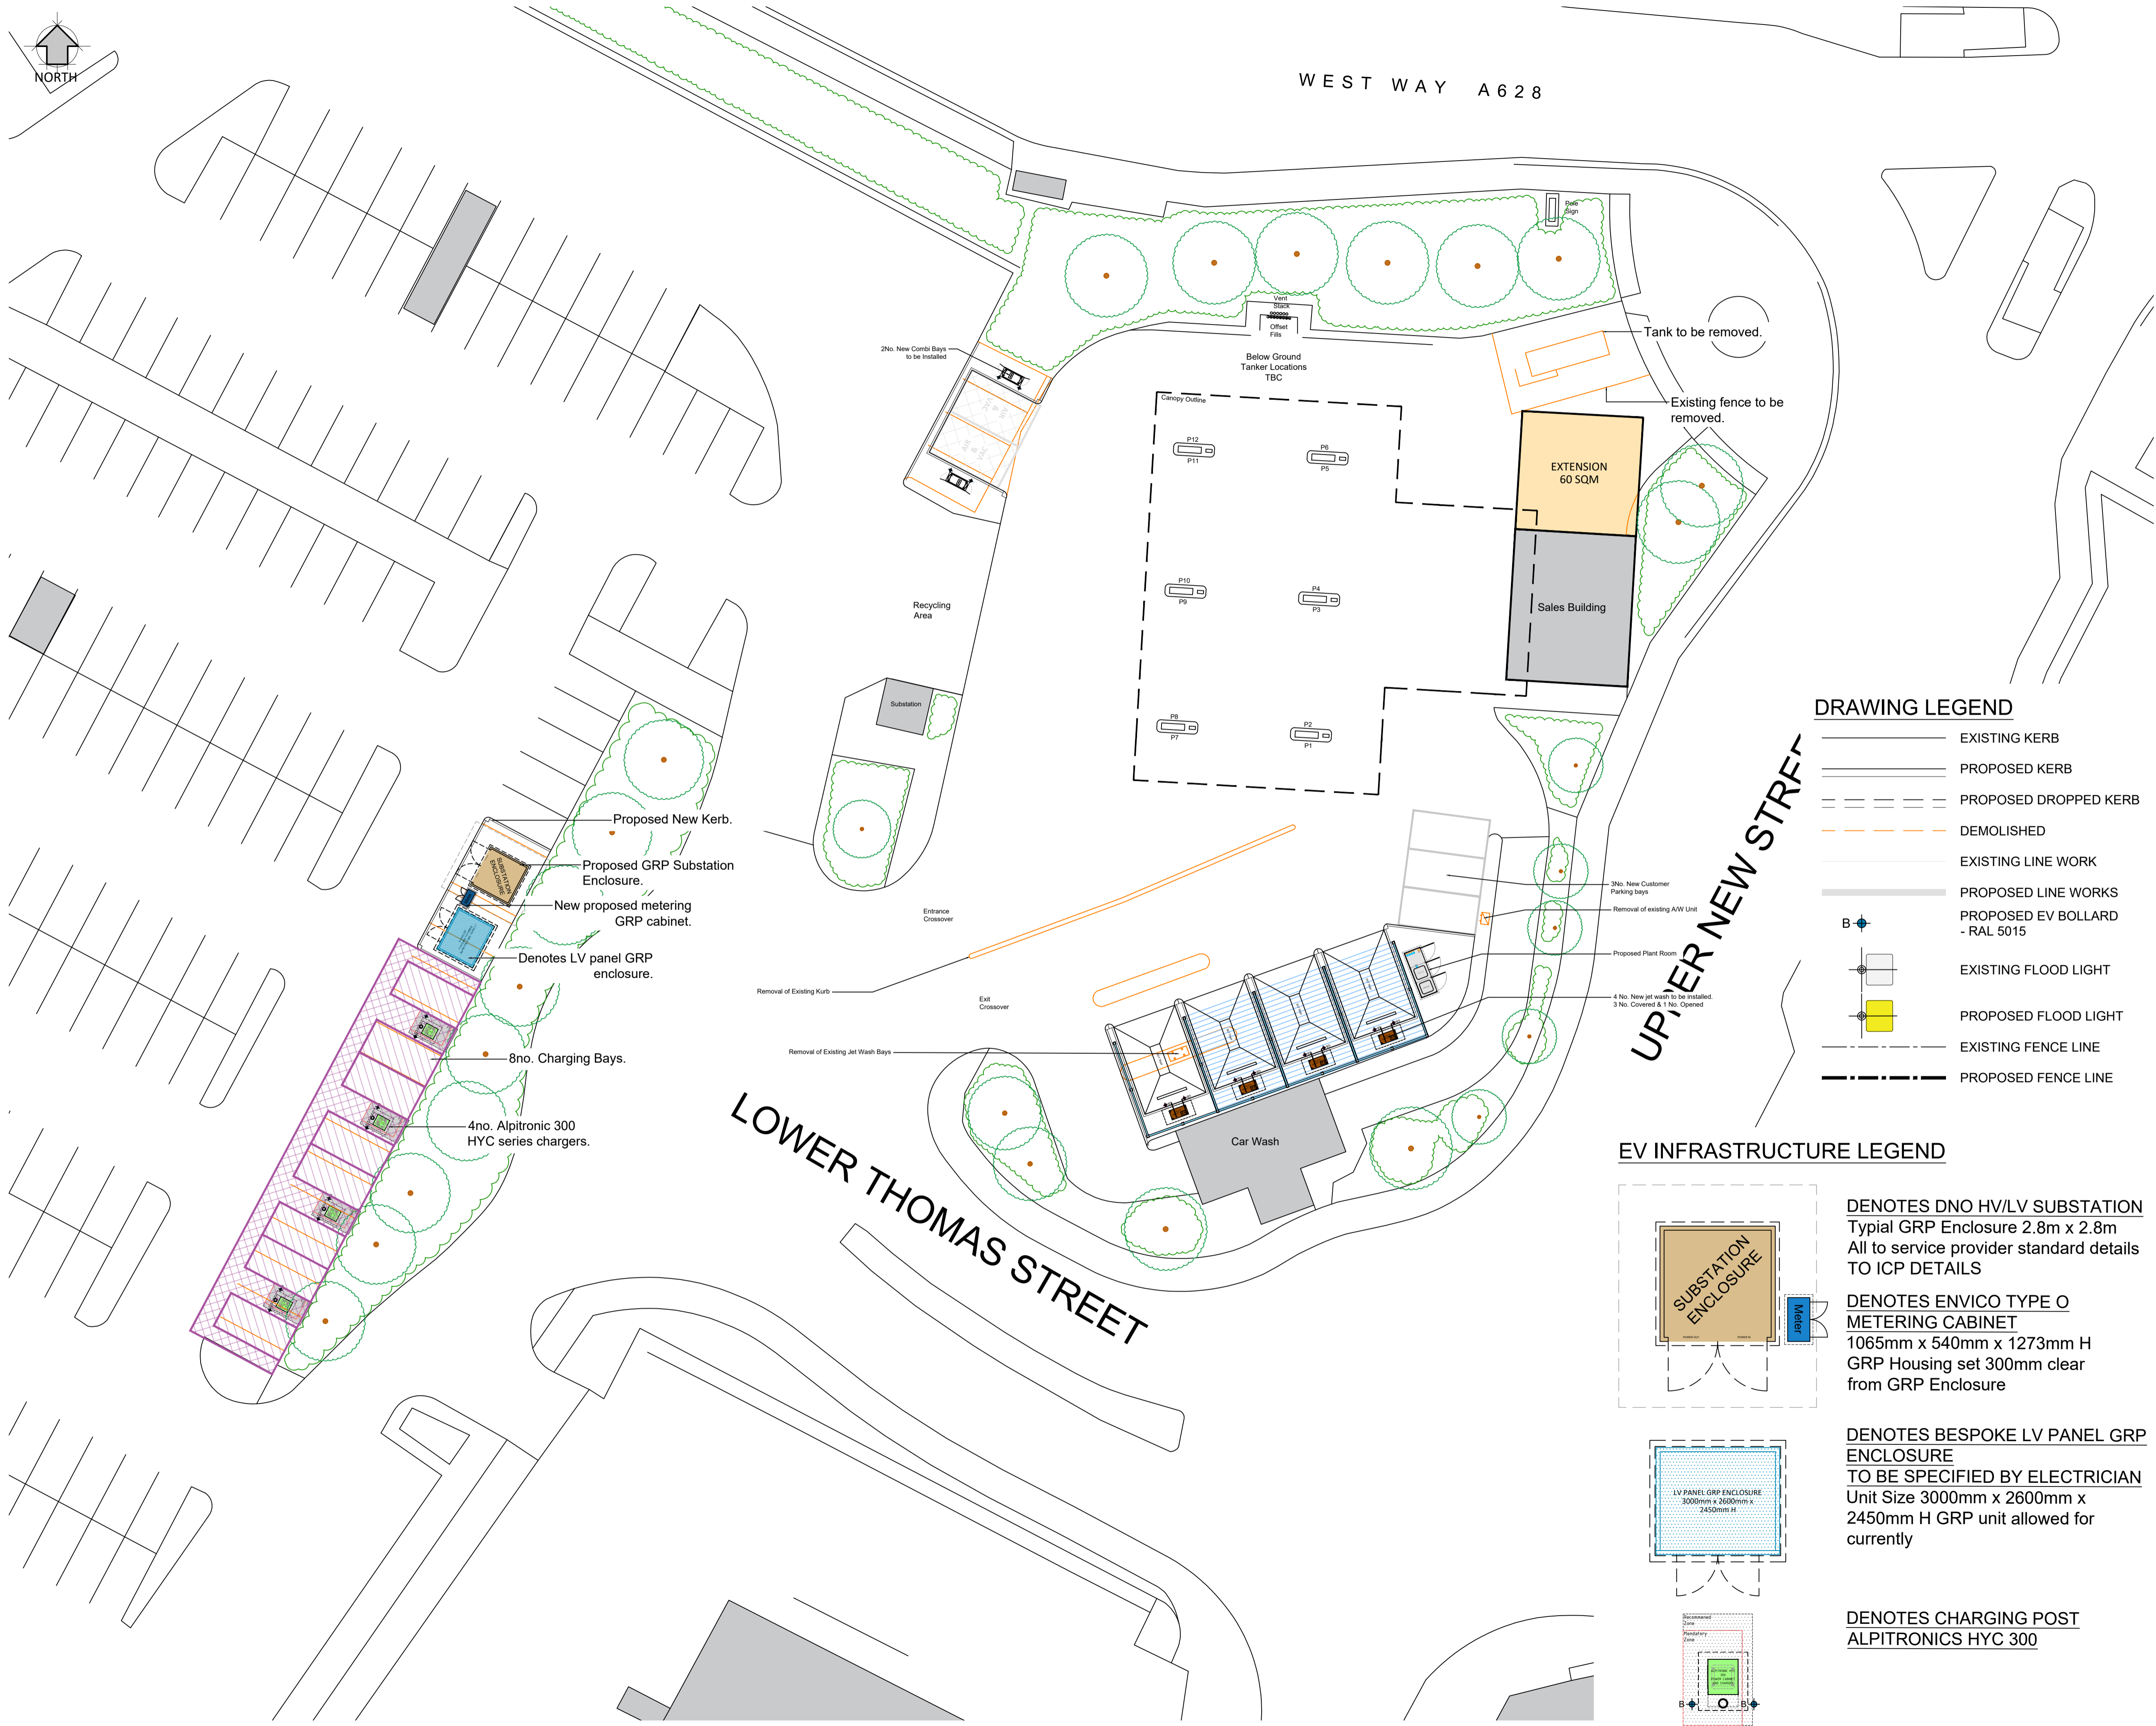 NORTH
WEST WAY A628
Pole
Sign
Vent
Stack
Offset
Fills
Tank to be removed.
2No. New Combi Bays
to be Installed
Below Ground
Tanker Locations
TBC
Existing fence to be
removed.
Canopy Outline
P12
P11
P6
P5
EXTENSION
60 SQM
P10
P9
P4
P3
Recycling
Area
Sales Building
Substation
P8
P7
P2
P1
Proposed New Kerb.
Proposed GRP Substation
Enclosure.
SUBSTATION
ENCLOSURE
New proposed metering
GRP cabinet.
Denotes LV panel GRP
enclosure.
8no. Charging Bays.
4no. Alpitronic 300
HYC series chargers.
Entrance
Crossover
Exit
Crossover
Removal of Existing Kurb
Removal of Existing Jet Wash Bays
3No. New Customer
Parking bays
Removal of existing A/W Unit
Proposed Plant Room
4 No. New jet wash to be installed.
3 No. Covered & 1 No. Opened
Car Wash
LOWER THOMAS STREET
UPPER NEW STREE
DRAWING LEGEND
EXISTING KERB
PROPOSED KERB
PROPOSED DROPPED KERB
DEMOLISHED
EXISTING LINE WORK
PROPOSED LINE WORKS
B
PROPOSED EV BOLLARD
- RAL 5015
EXISTING FLOOD LIGHT
PROPOSED FLOOD LIGHT
EXISTING FENCE LINE
PROPOSED FENCE LINE
EV INFRASTRUCTURE LEGEND
SUBSTATION
ENCLOSURE
Meter
DENOTES DNO HV/LV SUBSTATION
Typial GRP Enclosure 2.8m x 2.8m
All to service provider standard details
TO ICP DETAILS
DENOTES ENVICO TYPE O
METERING CABINET
1065mm x 540mm x 1273mm H
GRP Housing set 300mm clear
from GRP Enclosure
LV PANEL GRP ENCLOSURE
3000mm x 2600mm x
2450mm H
DENOTES BESPOKE LV PANEL GRP
ENCLOSURE
TO BE SPECIFIED BY ELECTRICIAN
Unit Size 3000mm x 2600mm x
2450mm H GRP unit allowed for
currently
Recommened
Zone
Mandatory
Zone
B
B
DENOTES CHARGING POST
ALPITRONICS HYC 300